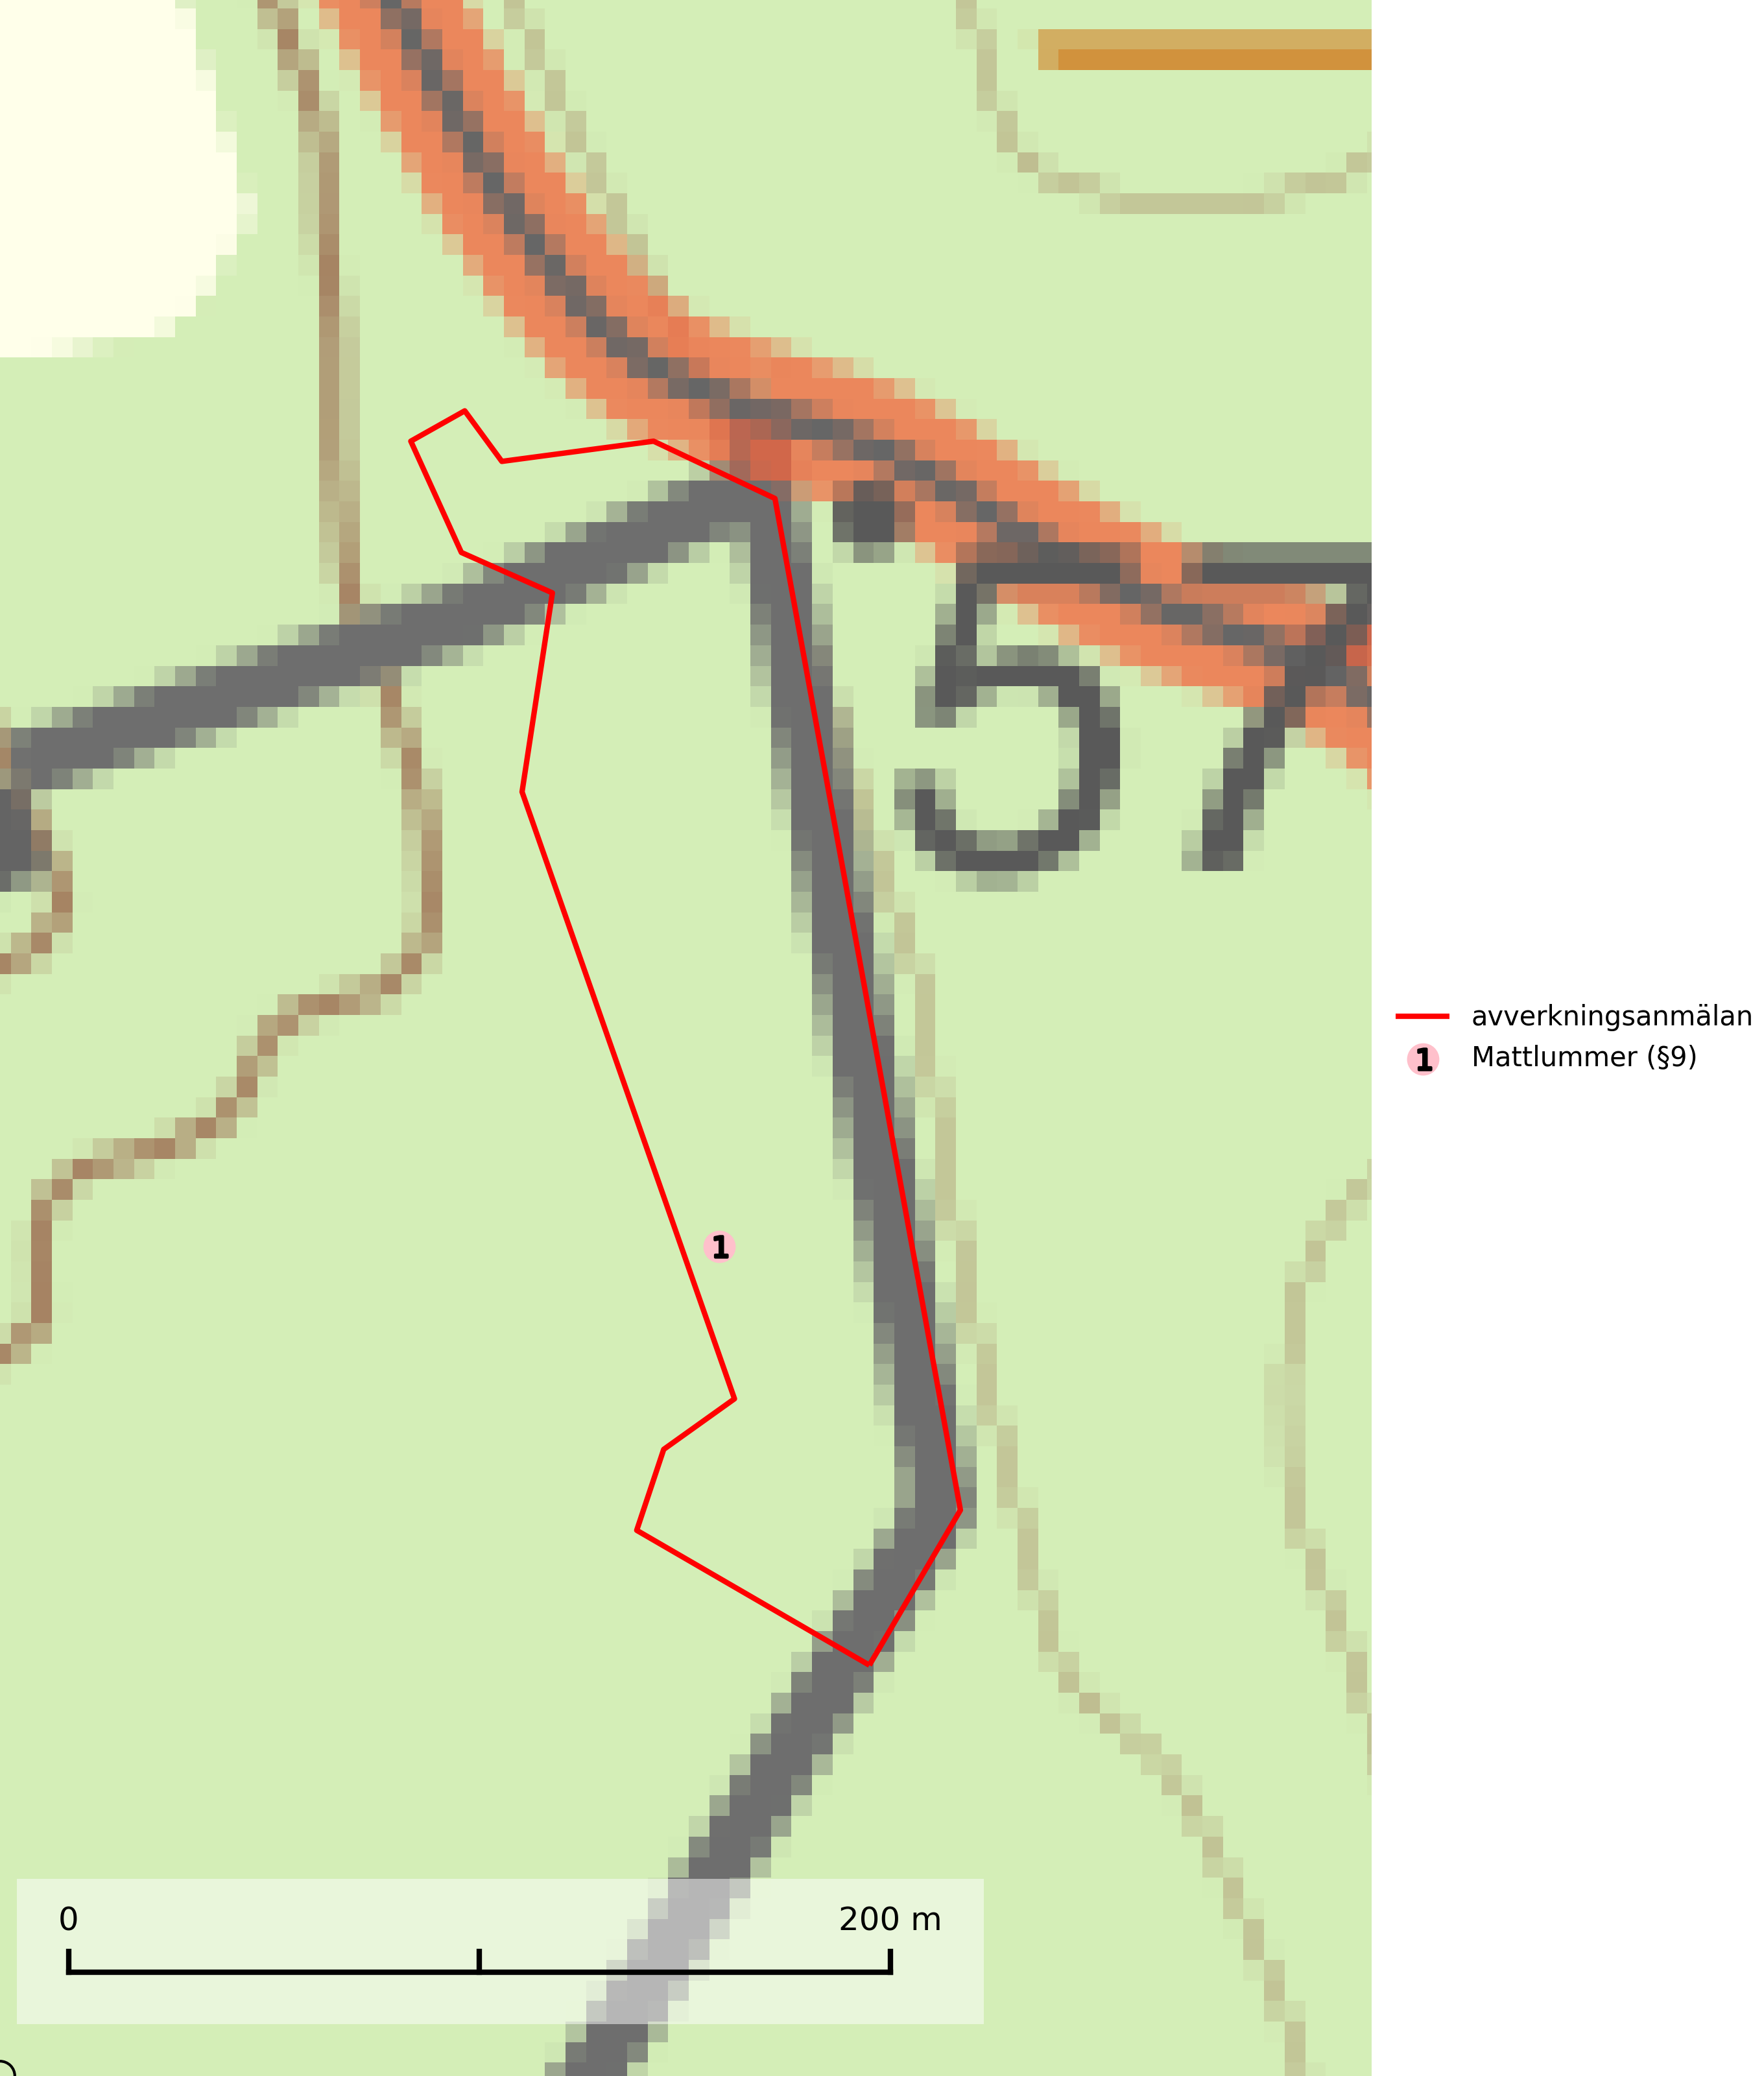 57
1
avverkningsanmälan
1 Mattlummer (§9)
0 200 m